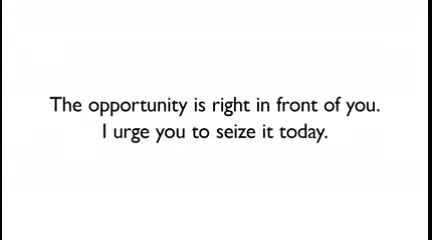 The opportunity is right in front of you.
I urge you to seize it today.